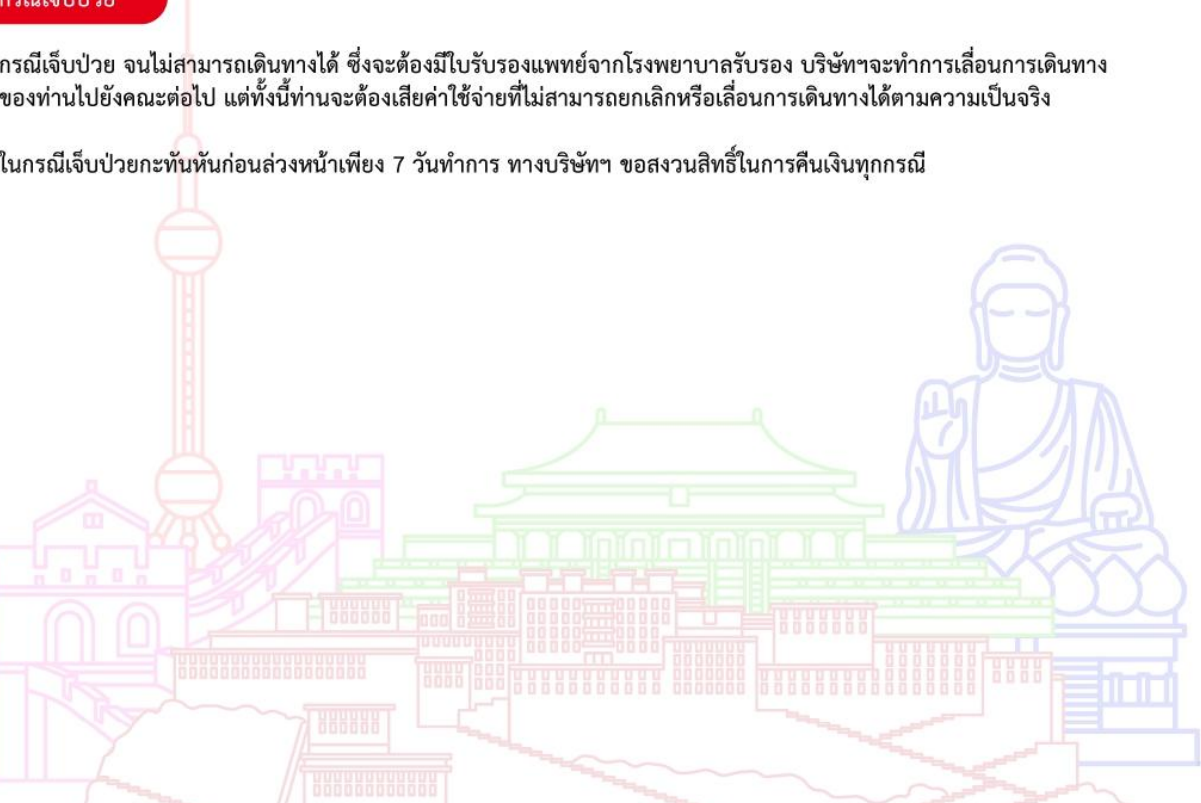 กรณีเจ็บป่วย
กรณีเจ็บป่วย จนไม่สามารถเดินทางได้ ซึ่งจะต้องมีใบรับรองแพทย์จากโรงพยาบาลรับรอง บริษัทฯจะทำการเลื่อนการเดินทาง
ของท่านไปยังคณะต่อไป แต่ทั้งนี้ท่านจะต้องเสียค่าใช้จ่ายที่ไม่สามารถยกเลิกหรือเลื่อนการเดินทางได้ตามความเป็นจริง
ในกรณีเจ็บป่วยกะทันหันก่อนล่วงหน้าเพียง 7 วันทำการ ทางบริษัทฯ ขอสงวนสิทธิ์ในการคืนเงินทุกกรณี